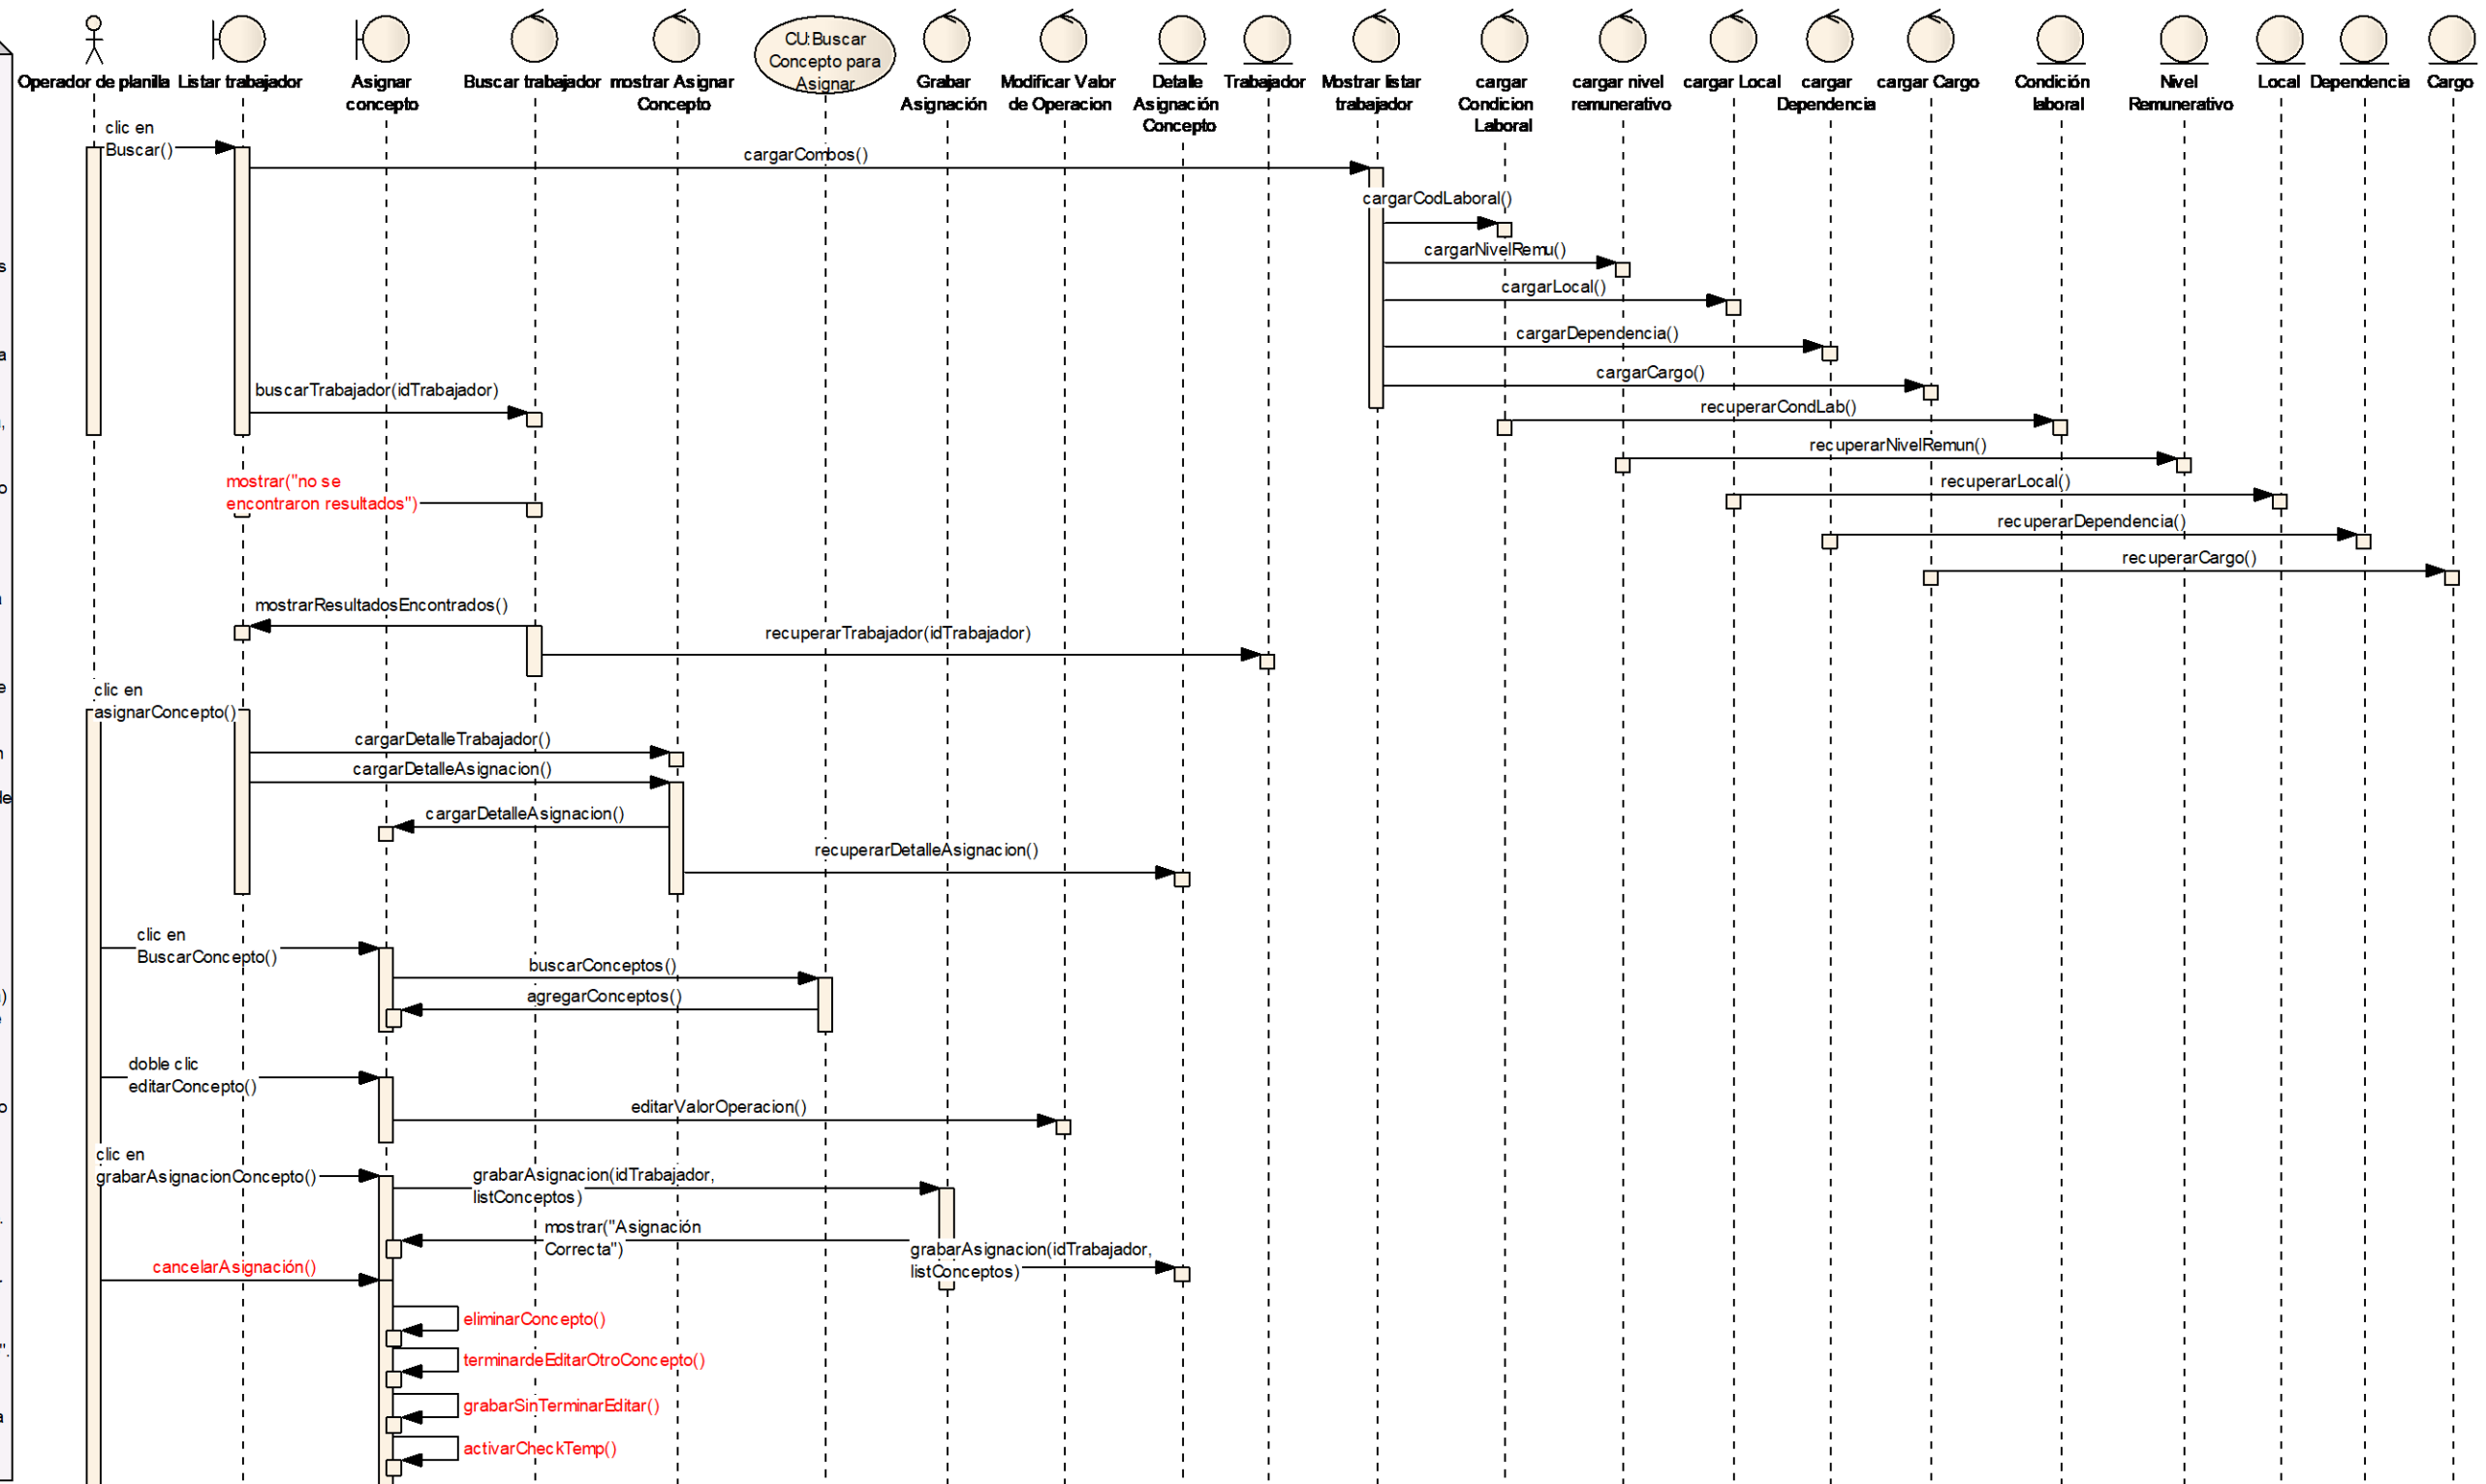 CU:Buscar
Concepto para
Asignar
Operador de planilla
Listar trabajador
Asignar
concepto
Buscar trabajador
mostrar Asignar
Concepto
Grabar
Asignación
Modificar Valor
de Operacion
Detalle
Asignación
Concepto
Trabajador
Mostrar listar
trabajador
cargar
Condicion
Laboral
cargar nivel
remunerativo
cargar Local
cargar
Dependencia
cargar Cargo
Condición
laboral
Nivel
Remunerativo
Local
Dependencia
Cargo
clic en
Buscar()
cargarCombos()
cargarCodLaboral()
cargarNivelRemu()
cargarLocal()
cargarDependencia()
cargarCargo()
buscarTrabajador(idTrabajador)
recuperarCondLab()
recuperarNivelRemun()
mostrar("no se
encontraron resultados")
recuperarLocal()
recuperarDependencia()
recuperarCargo()
mostrarResultadosEncontrados()
recuperarTrabajador(idTrabajador)
clic en
asignarConcepto()
cargarDetalleTrabajador()
cargarDetalleAsignacion()
cargarDetalleAsignacion()
recuperarDetalleAsignacion()
clic en
BuscarConcepto()
buscarConceptos()
agregarConceptos()
doble clic
editarConcepto()
editarValorOperacion()
clic en
grabarAsignacionConcepto()
grabarAsignacion(idTrabajador,
listConceptos)
mostrar("Asignación
Correcta")
grabarAsignacion(idTrabajador,
listConceptos)
cancelarAsignación()
eliminarConcepto()
terminardeEditarOtroConcepto()
grabarSinTerminarEditar()
activarCheckTemp()